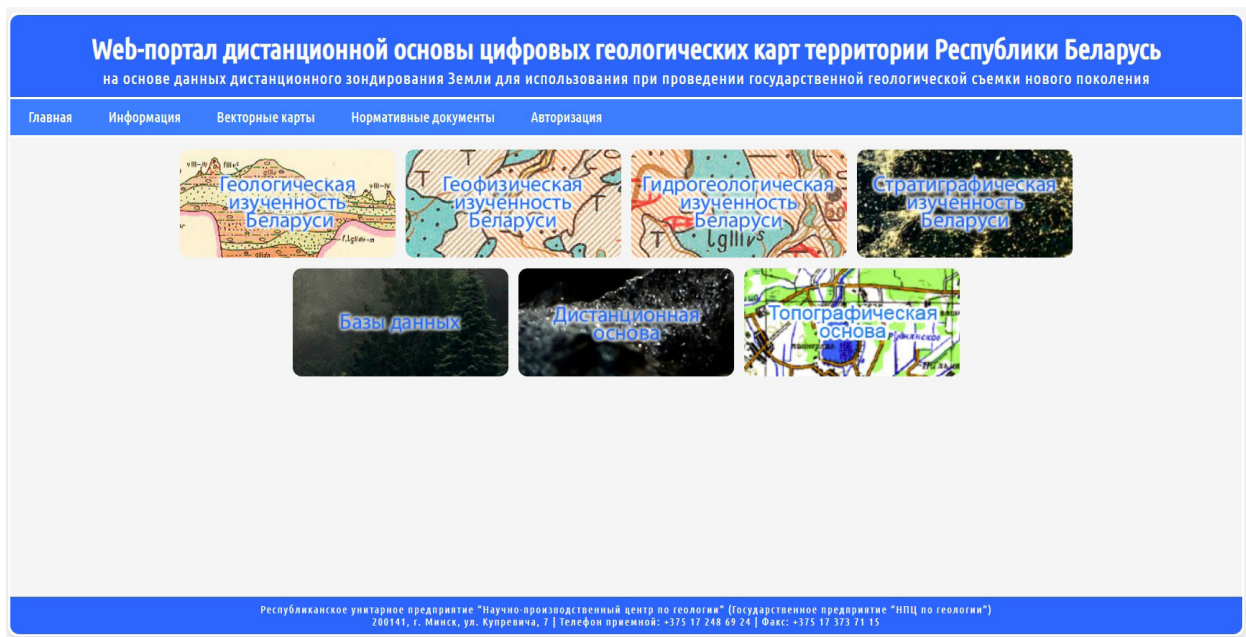 Web-портал дистанционной основы цифровых геологических карт территории Республики Беларусь
на основе данных дистанционного зондирования Земли для использования при проведении государственной геологической съемки нового поколения
Главная Информация Векторные карты Нормативные документы Авторизация
Геологическая
изученность
Беларуси
Геофизическая
изученность
Беларуси
Гидрогеологическая
изученность
Беларуси
Стратиграфическая
изученность
Беларуси
Базы данных
Дистанционная
основа
Топографическая
основа
Республиканское унитарное предприятие “Научно-производственный центр по геологии” (Государственное предприятие “НПЦ по геологии”)
200141, г. Минск, ул. Купревича, 7 | Телефон приемной: +375 17 248 69 24 | Факс: +375 17 373 71 15